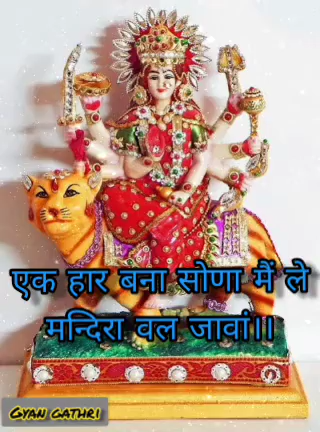 एक हार बना सोणा मैं ले
मन्दिरा वल जावां।।
GYAN GATHRI